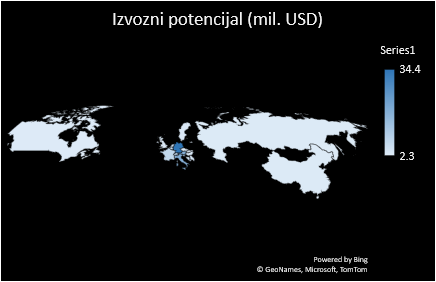 Izvozni potencijal (mil. USD)
Series1
34.4
2.3
Powered by Bing
© GeoNames, Microsoft, TomTom